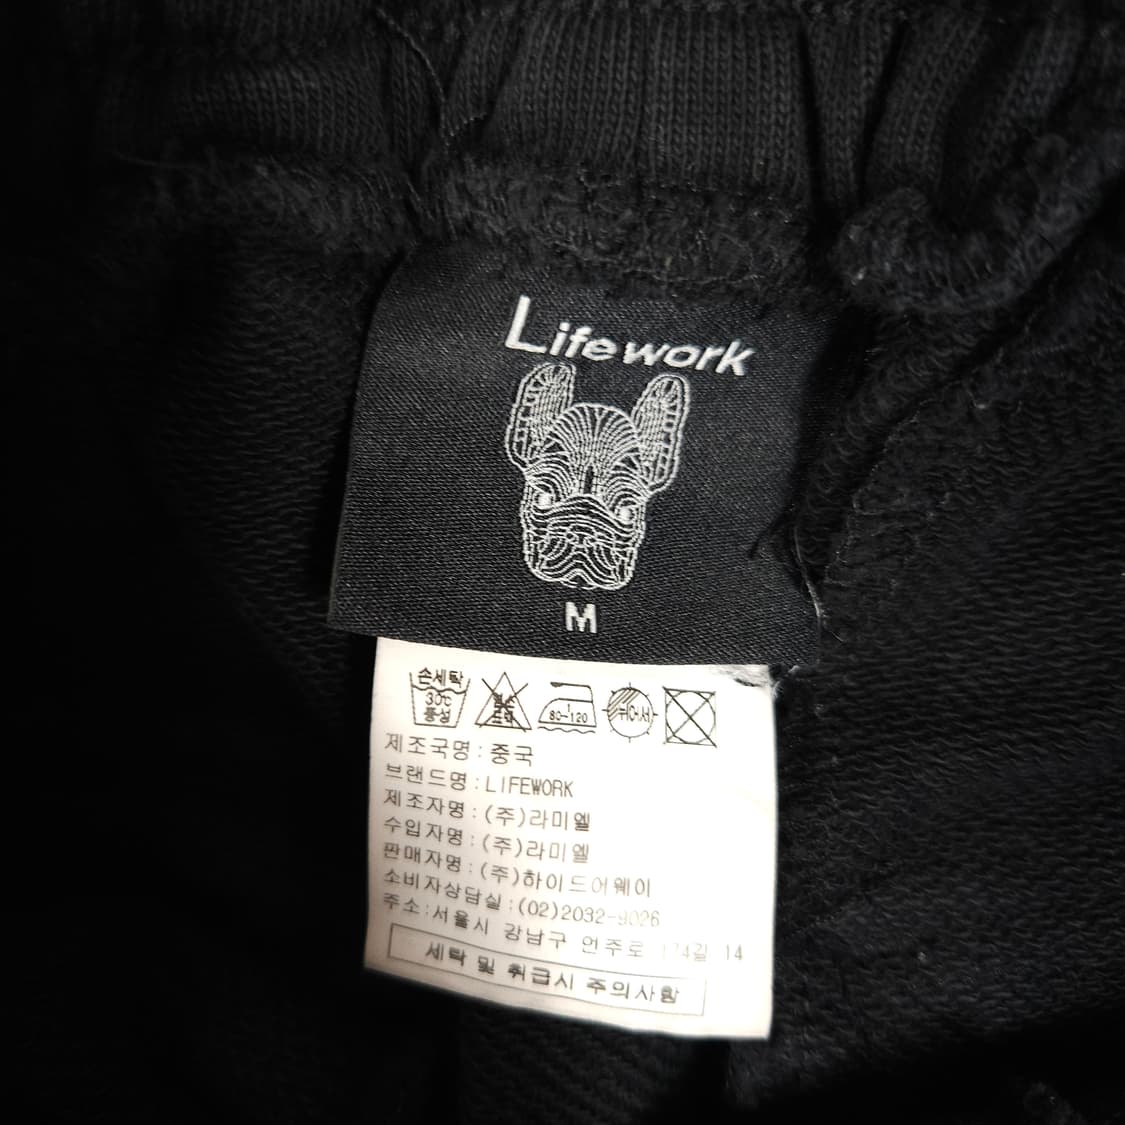 Lifework
M
손세탁
30℃
중성
80~120
뉘어서
제조국명:중국
브랜드명:LIFEWORK
제조자명:(주)라미엘
수입자명:(주)라미엘
판매자명:(주)하이드어웨이
소비자상담실:(02)2032-9026
주소:서울시 강남구 언주로 174길 14
세탁 및 취급시 주의사항